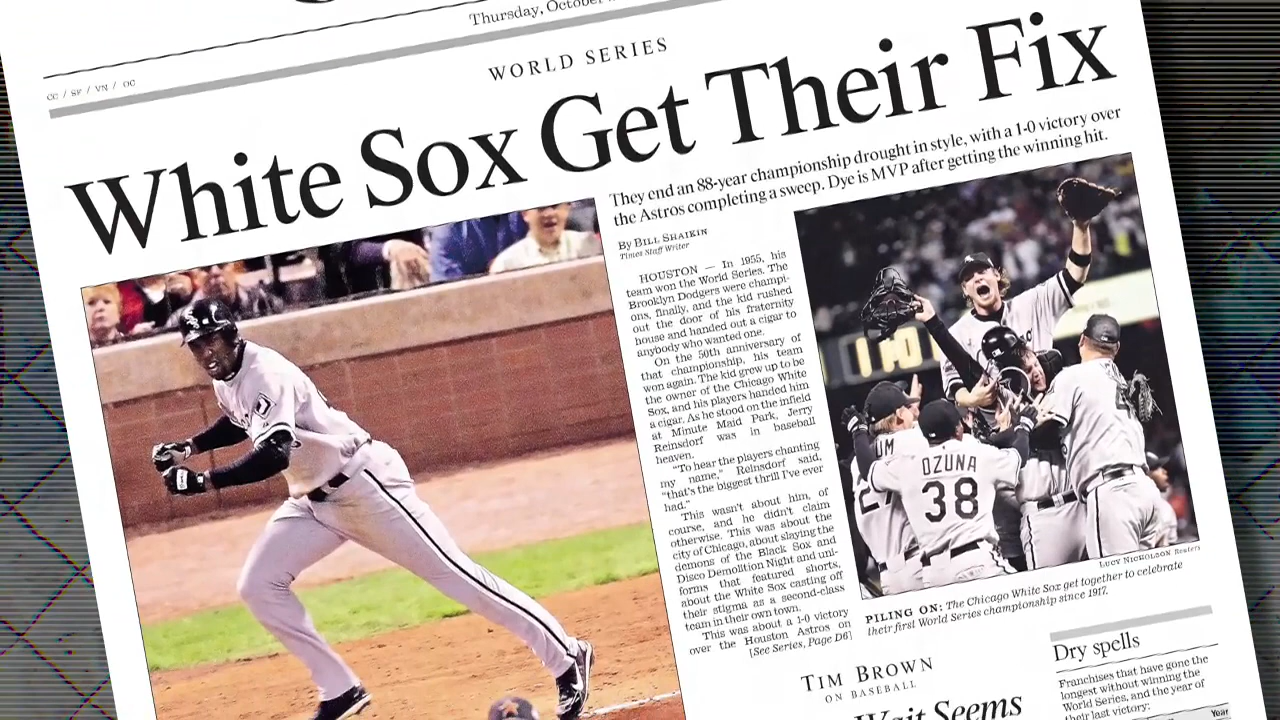 Thursday, October
CC / SF / VN / OC
WORLD SERIES
White Sox Get Their Fix
They end an 88-year championship drought in style, with a 1-0 victory over
the Astros completing a sweep. Dye is MVP after getting the winning hit.
By BILL SHAIKIN
Times Staff Writer
HOUSTON — In 1955, his
team won the World Series. The
Brooklyn Dodgers were champi-
ons, finally, and the kid rushed
out the door of his fraternity
house and handed out a cigar to
anybody who wanted one.
On the 50th anniversary of
that championship, his team
won again. The kid grew up to be
the owner of the Chicago White
Sox, and his players handed him
a cigar. As he stood on the infield
at Minute Maid Park, Jerry
Reinsdorf was in baseball
heaven.
"To hear the players chanting
my name," Reinsdorf said,
"that's the biggest thrill I've ever
had."
This wasn't about him, of
course, and he didn't claim
otherwise. This was about the
city of Chicago, about slaying the
demons of the Black Sox and
Disco Demolition Night and uni-
forms that featured shorts,
about the White Sox casting off
their stigma as a second-class
team in their own town.
This was about a 1-0 victory
over the Houston Astros on
[See Series, Page D6]
OZUNA
38
LUCY NICHOLSON Reuters
PILING ON: The Chicago White Sox get together to celebrate
their first World Series championship since 1917.
TIM BROWN
ON BASEBALL
Wait Seems
Dry spells
Franchises that have gone the
longest without winning the
World Series, and the year of
their last victory:
Year